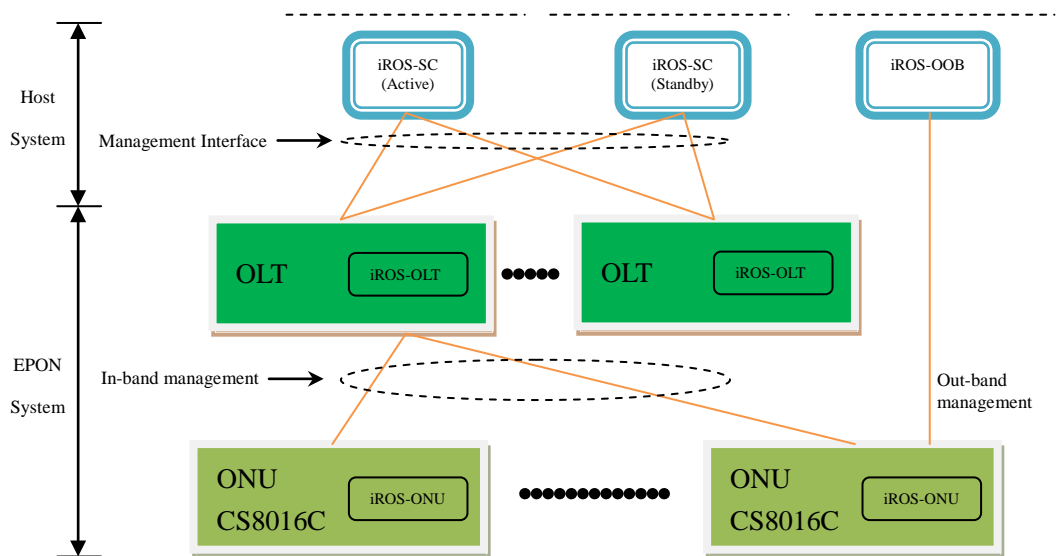 iROS-SC
(Active)
iROS-SC
(Standby)
iROS-OOB
Host
System
Management Interface
OLT
iROS-OLT
OLT
iROS-OLT
EPON
System
In-band management
Out-band
management
ONU
CS8016C
iROS-ONU
ONU
CS8016C
iROS-ONU